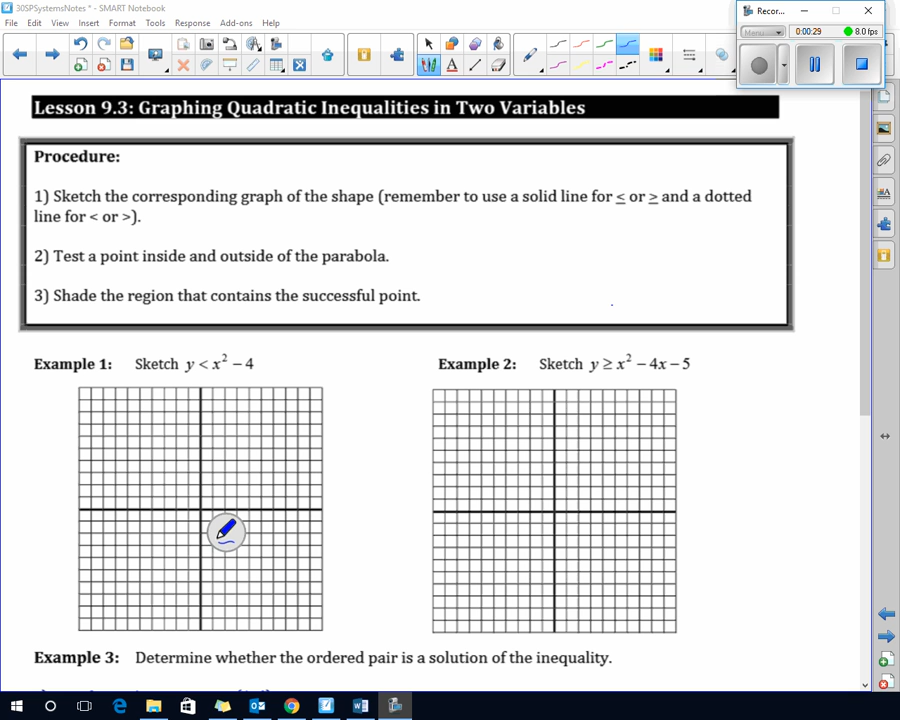 30SPSystemsNotes * - SMART Notebook
File Edit View Insert Format Tools Response Add-ons Help
Recor...
Menu
0:00:29
8.0 fps
Lesson 9.3: Graphing Quadratic Inequalities in Two Variables
Procedure:
1) Sketch the corresponding graph of the shape (remember to use a solid line for ≤ or ≥ and a dotted
line for < or >).
2) Test a point inside and outside of the parabola.
3) Shade the region that contains the successful point.
Example 1: Sketch y < x² − 4
Example 2: Sketch y ≥ x² − 4x − 5
Example 3: Determine whether the ordered pair is a solution of the inequality.